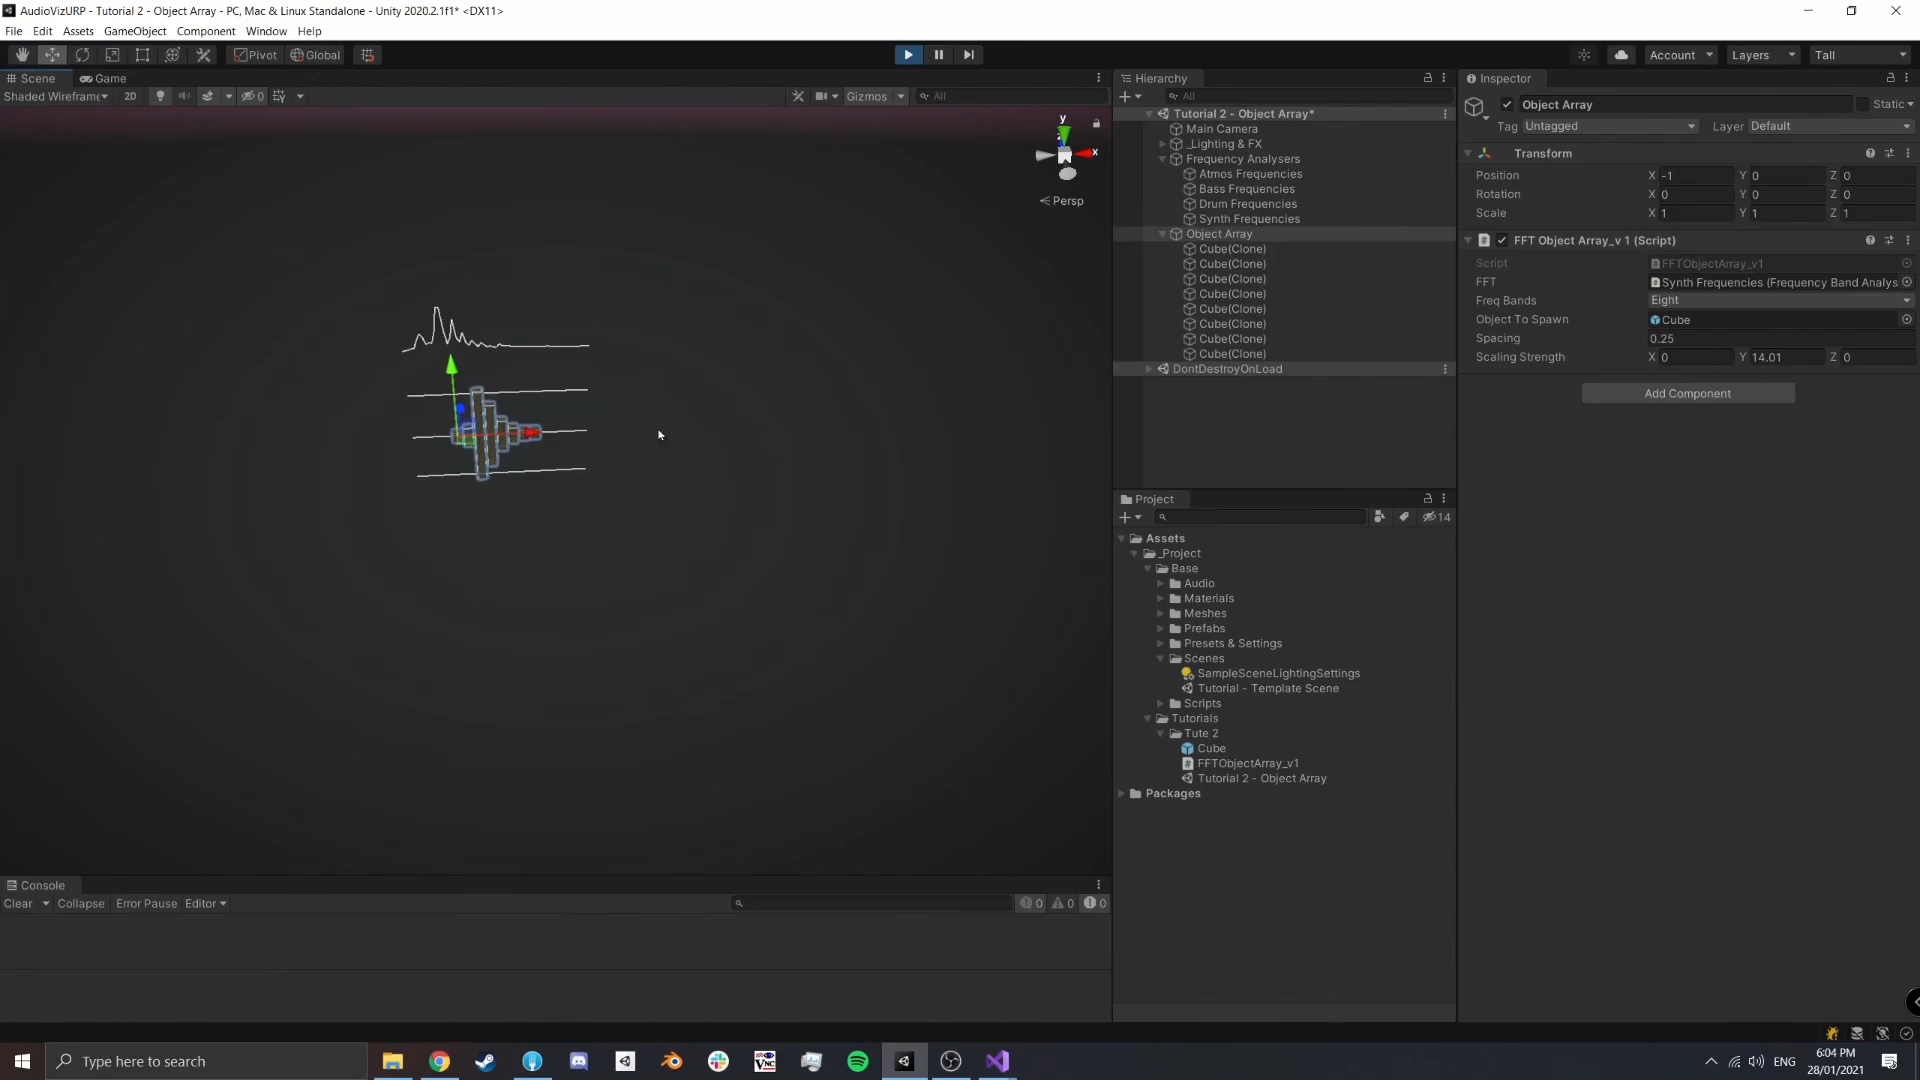 AudioVizURP - Tutorial 2 - Object Array - PC, Mac & Linux Standalone - Unity 2020.2.1f1* <DX11>
File Edit Assets GameObject Component Window Help
Pivot Global Account Layers Tall
Scene Game
Shaded Wireframe 2D 0 Gizmos All
y
x
Persp
Hierarchy
All
Tutorial 2 - Object Array*
Main Camera
_Lighting & FX
Frequency Analysers
Atmos Frequencies
Bass Frequencies
Drum Frequencies
Synth Frequencies
Object Array
Cube(Clone)
Cube(Clone)
Cube(Clone)
Cube(Clone)
Cube(Clone)
Cube(Clone)
Cube(Clone)
Cube(Clone)
DontDestroyOnLoad
Project
14
Assets
_Project
Base
Audio
Materials
Meshes
Prefabs
Presets & Settings
Scenes
SampleSceneLightingSettings
Tutorial - Template Scene
Scripts
Tutorials
Tute 2
Cube
FFTObjectArray_v1
Tutorial 2 - Object Array
Packages
Inspector
Object Array Static
Tag Untagged Layer Default
Transform
Position X -1 Y 0 Z 0
Rotation X 0 Y 0 Z 0
Scale X 1 Y 1 Z 1
FFT Object Array_v 1 (Script)
Script FFTObjectArray_v1
FFT Synth Frequencies (Frequency Band Analys
Freq Bands Eight
Object To Spawn Cube
Spacing 0.25
Scaling Strength X 0 Y 14.01 Z 0
Add Component
Console
Clear Collapse Error Pause Editor 0 0 0
Type here to search
ENG
6:04 PM
28/01/2021